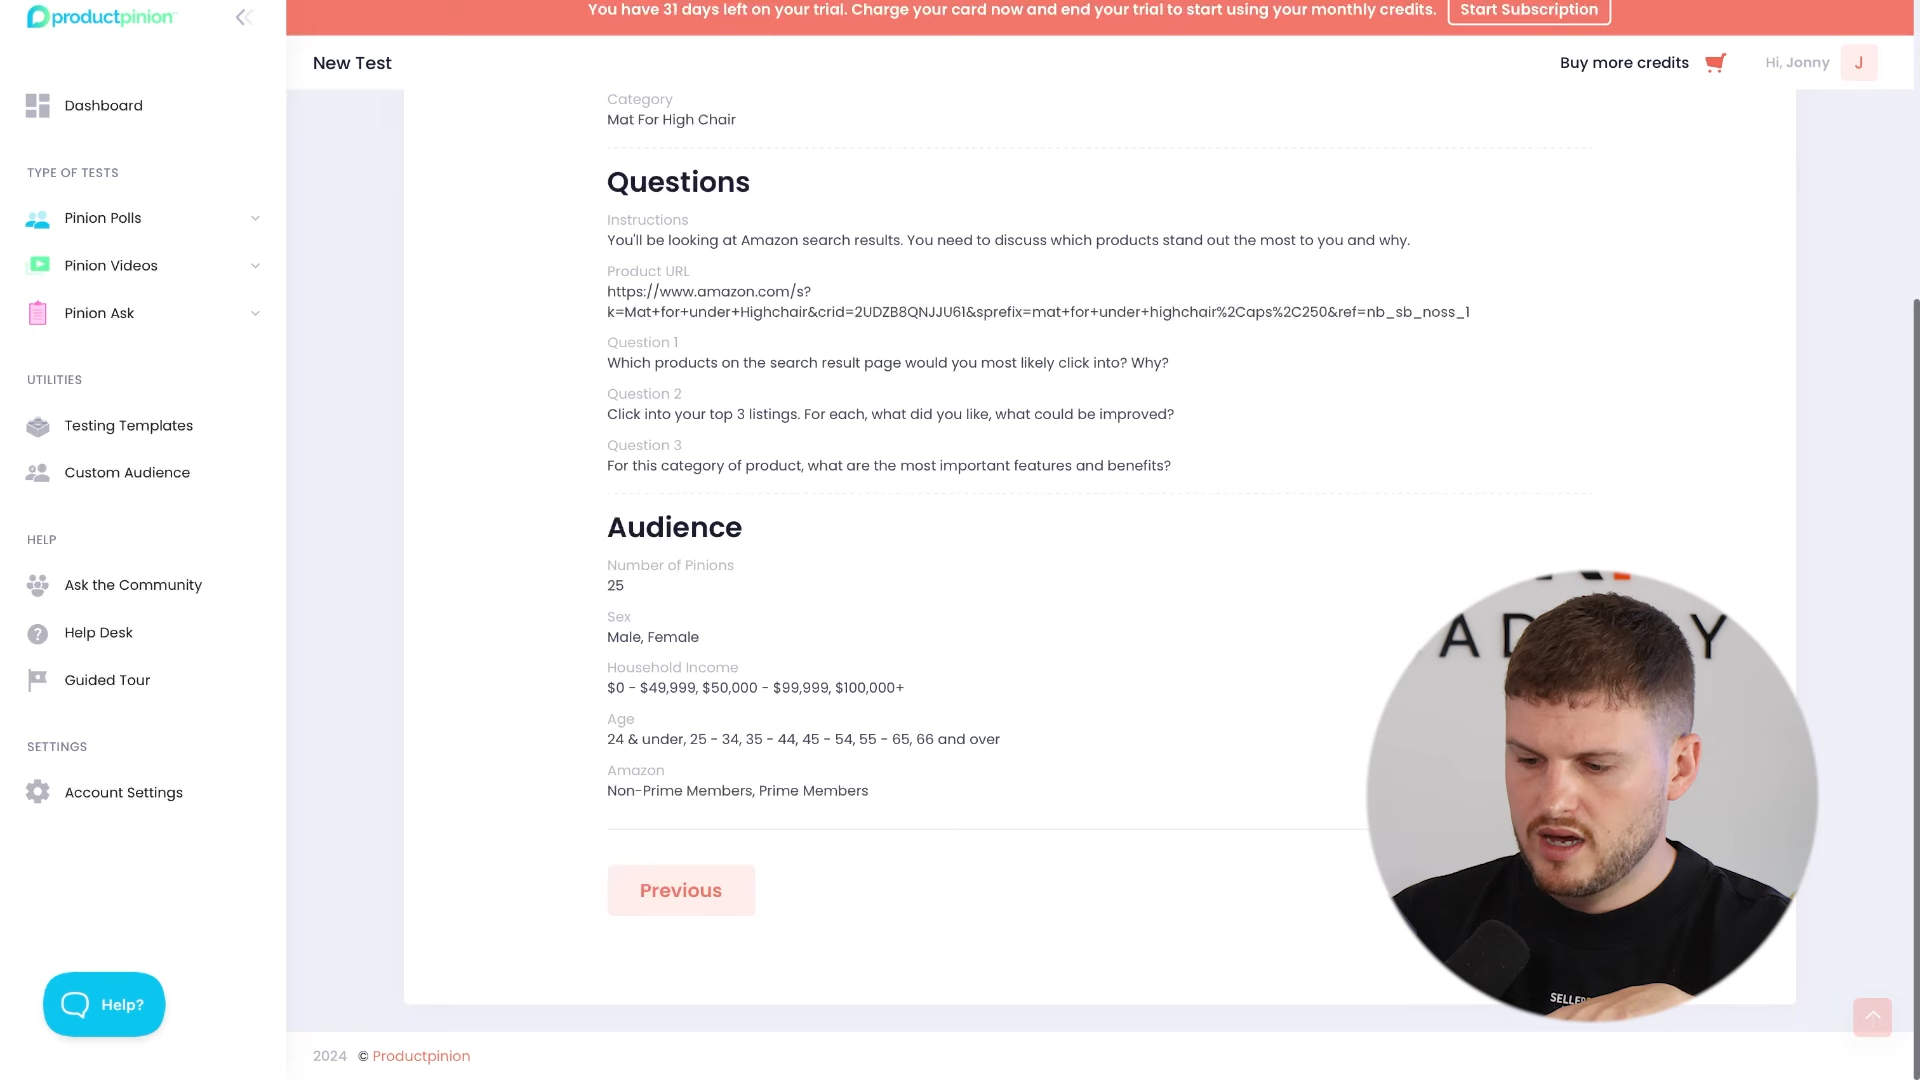 productpinion
You have 31 days left on your trial. Charge your card now and end your trial to start using your monthly credits.
Start Subscription
New Test
Buy more credits
Hi, Jonny
J
Dashboard
TYPE OF TESTS
Pinion Polls
Pinion Videos
Pinion Ask
UTILITIES
Testing Templates
Custom Audience
HELP
Ask the Community
Help Desk
Guided Tour
SETTINGS
Account Settings
Help?
Category
Mat For High Chair
Questions
Instructions
You'll be looking at Amazon search results. You need to discuss which products stand out the most to you and why.
Product URL
https://www.amazon.com/s?
k=Mat+for+under+Highchair&crid=2UDZB8QNJJU61&sprefix=mat+for+under+highchair%2Caps%2C250&ref=nb_sb_noss_1
Question 1
Which products on the search result page would you most likely click into? Why?
Question 2
Click into your top 3 listings. For each, what did you like, what could be improved?
Question 3
For this category of product, what are the most important features and benefits?
Audience
Number of Pinions
25
Sex
Male, Female
Household Income
$0 - $49,999, $50,000 - $99,999, $100,000+
Age
24 & under, 25 - 34, 35 - 44, 45 - 54, 55 - 65, 66 and over
Amazon
Non-Prime Members, Prime Members
Previous
2024 © Productpinion